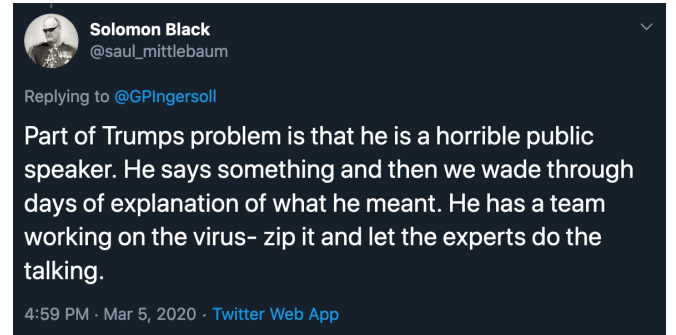 Solomon Black
@saul_mittlebaum
Replying to @GPIngersoll
Part of Trumps problem is that he is a horrible public
speaker. He says something and then we wade through
days of explanation of what he meant. He has a team
working on the virus- zip it and let the experts do the
talking.
4:59 PM · Mar 5, 2020 · Twitter Web App